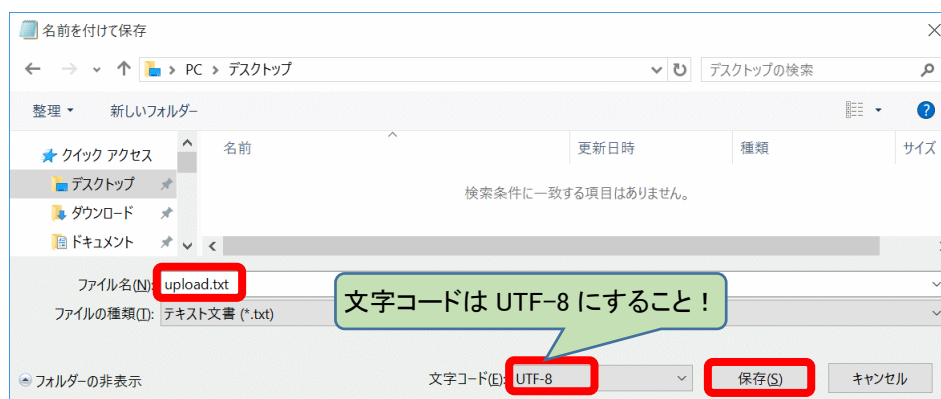 名前を付けて保存
PC > デスクトップ
デスクトップの検索
整理
新しいフォルダー
名前
更新日時
種類
サイズ
クイック アクセス
デスクトップ
ダウンロード
ドキュメント
検索条件に一致する項目はありません。
ファイル名(N): upload.txt
ファイルの種類(T): テキスト文書 (*.txt)
文字コードは UTF-8 にすること！
フォルダーの非表示
文字コード(E): UTF-8
保存(S)
キャンセル